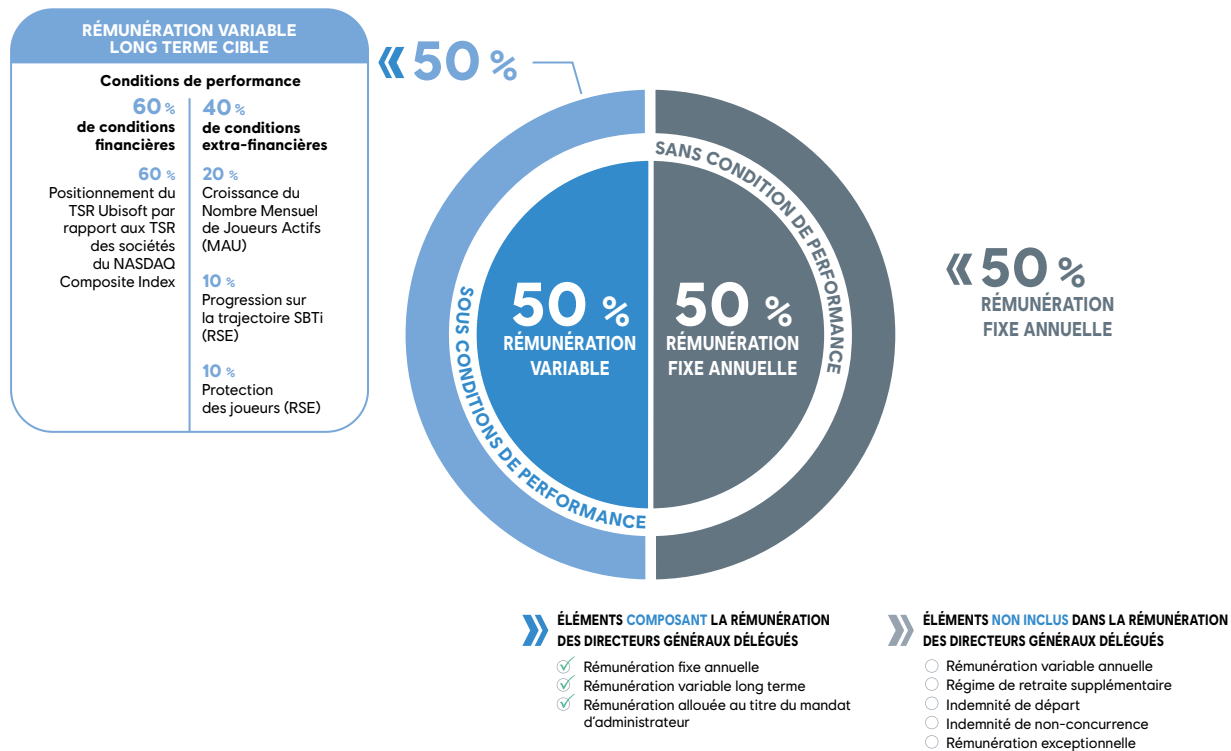 RÉMUNÉRATION VARIABLE
LONG TERME CIBLE
Conditions de performance
60 %
de conditions
financières
60 %
Positionnement du
TSR Ubisoft par
rapport aux TSR
des sociétés
du NASDAQ
Composite Index
40 %
de conditions
extra-financières
20 %
Croissance du
Nombre Mensuel
de Joueurs Actifs
(MAU)
10 %
Progression sur
la trajectoire SBTi
(RSE)
10 %
Protection
des joueurs (RSE)
50 %
SOUS CONDITIONS DE PERFORMANCE
50 %
RÉMUNÉRATION
VARIABLE
SANS CONDITION DE PERFORMANCE
50 %
RÉMUNÉRATION
FIXE ANNUELLE
50 %
RÉMUNÉRATION
FIXE ANNUELLE
ÉLÉMENTS COMPOSANT LA RÉMUNÉRATION
DES DIRECTEURS GÉNÉRAUX DÉLÉGUÉS
Rémunération fixe annuelle
Rémunération variable long terme
Rémunération allouée au titre du mandat
d'administrateur
ÉLÉMENTS NON INCLUS DANS LA RÉMUNÉRATION
DES DIRECTEURS GÉNÉRAUX DÉLÉGUÉS
Rémunération variable annuelle
Régime de retraite supplémentaire
Indemnité de départ
Indemnité de non-concurrence
Rémunération exceptionnelle